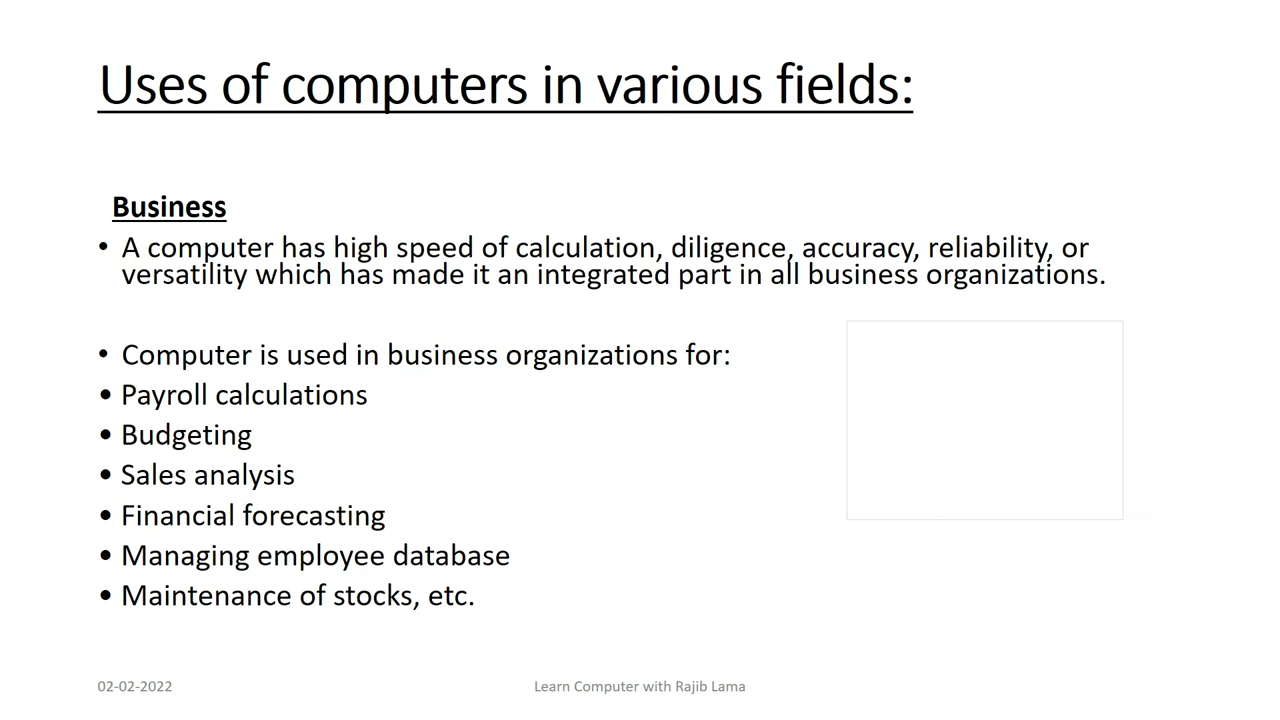 Uses of computers in various fields:
Business
• A computer has high speed of calculation, diligence, accuracy, reliability, or
versatility which has made it an integrated part in all business organizations.
• Computer is used in business organizations for:
• Payroll calculations
• Budgeting
• Sales analysis
• Financial forecasting
• Managing employee database
• Maintenance of stocks, etc.
02-02-2022
Learn Computer with Rajib Lama